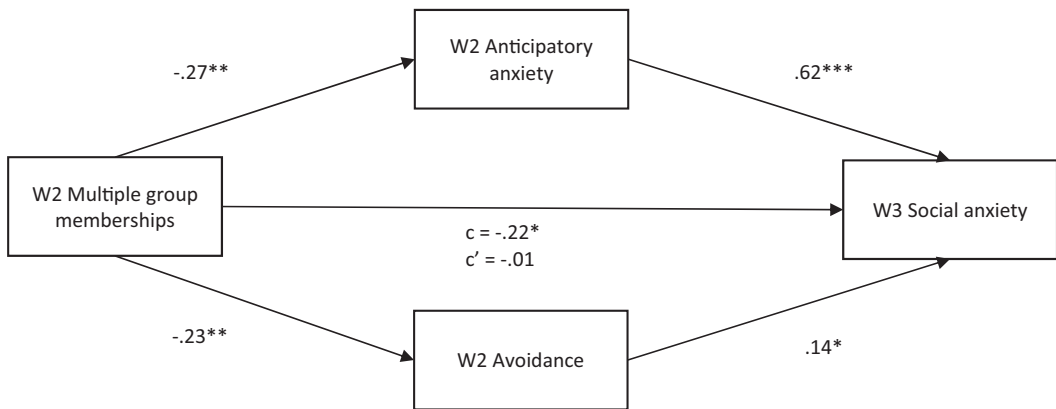 W2 Anticipatory
anxiety
-.27**
.62***
W2 Multiple group
memberships
W3 Social anxiety
c = -.22*
c’ = -.01
-.23**
W2 Avoidance
.14*